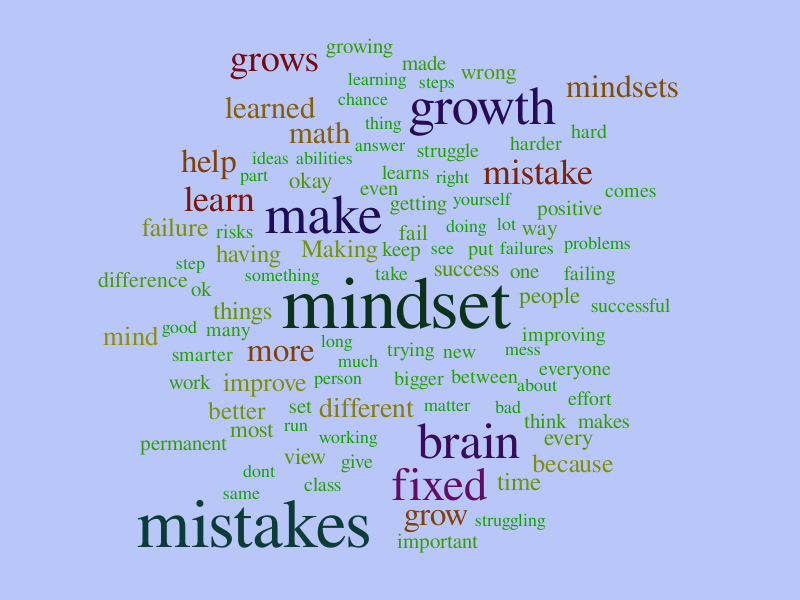 growing
grows
made
learning steps wrong
mindsets
chance
learned
growth
thing
math
hard
answer struggle harder
ideas abilities
help
part
learns right mistake
okay
even
comes
learn
getting yourself
positive
make
failure risks
fail doing lot way
having Making keep see put failures problems
step
difference
something
take success one failing
ok
mindset people
things
successful
mind good many
improving
long
smarter more
much
trying new mess
everyone
work improve person
bigger between about
better set different matter bad
effort
most run
think makes
permanent
working
brain every
view give
because
dont
same class
fixed time
mistakes grow struggling
important